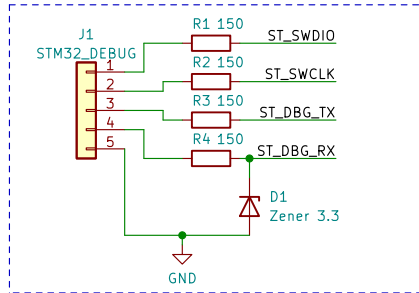 J1
STM32_DEBUG
1
2
3
4
5
R1 150
ST_SWDIO
R2 150
ST_SWCLK
R3 150
ST_DBG_TX
R4 150
ST_DBG_RX
D1
Zener 3.3
GND